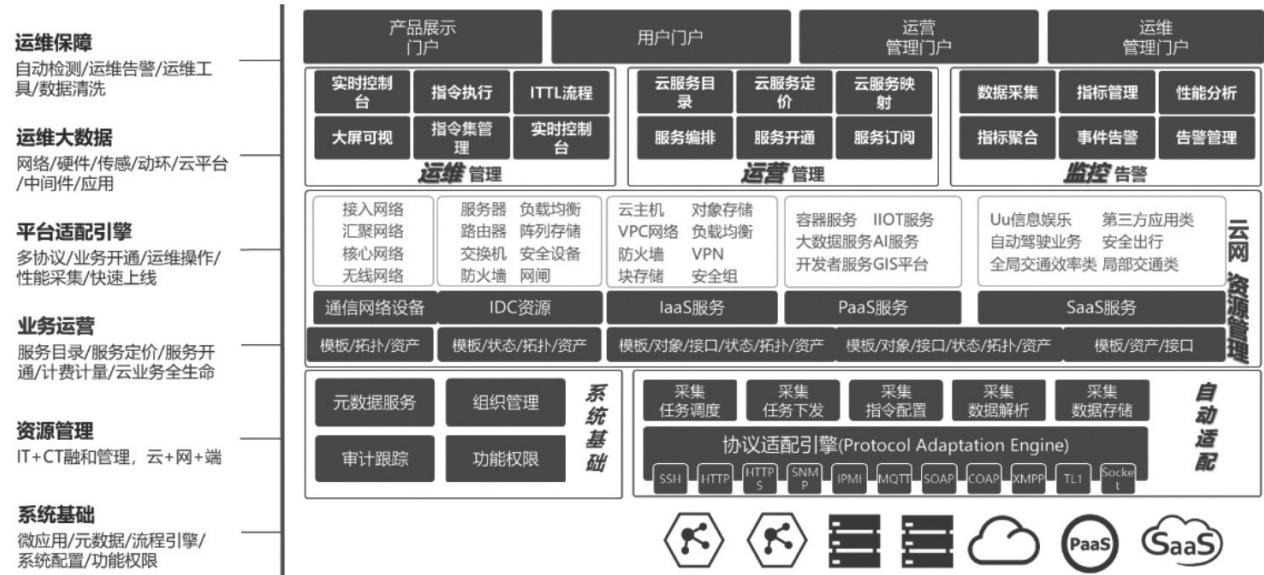 运维保障
自动检测/运维告警/运维工
具/数据清洗
运维大数据
网络/硬件/传感/动环/云平台
/中间件/应用
平台适配引擎
多协议/业务开通/运维操作/
性能采集/快速上线
业务运营
服务目录/服务定价/服务开
通/计费计量/云业务全生命
资源管理
IT+CT融和管理，云+网+端
系统基础
微应用/元数据/流程引擎/
系统配置/功能权限
产品展示
门户
用户门户
运营
管理门户
运维
管理门户
实时控制
台
指令执行
ITTL流程
大屏可视
指令集管
理
实时控制
台
运维 管理
云服务目
录
云服务定
价
云服务映
射
服务编排
服务开通
服务订阅
运营 管理
数据采集
指标管理
性能分析
指标聚合
事件告警
告警管理
监控 告警
接入网络
汇聚网络
核心网络
无线网络
服务器 负载均衡
路由器 阵列存储
交换机 安全设备
防火墙 网闸
云主机 对象存储
VPC网络 负载均衡
防火墙 VPN
块存储 安全组
容器服务 IIOT服务
大数据服务AI服务
开发者服务GIS平台
Uu信息娱乐 第三方应用类
自动驾驶业务 安全出行
全局交通效率类 局部交通类
通信网络设备
IDC资源
IaaS服务
PaaS服务
SaaS服务
模板/拓扑/资产
模板/状态/拓扑/资产
模板/对象/接口/状态/拓扑/资产
模板/对象/接口/状态/拓扑/资产
模板/资产/接口
云网 资源管理
元数据服务
组织管理
审计跟踪
功能权限
系统基础
采集
任务调度
采集
任务下发
采集
指令配置
采集
数据解析
采集
数据存储
协议适配引擎(Protocol Adaptation Engine)
SSH
HTTP
HTTP
S
SNM
P
IPMI
MQTT
SOAP
COAP
XMPP
TL1
Socke
t
自动适配
PaaS
SaaS